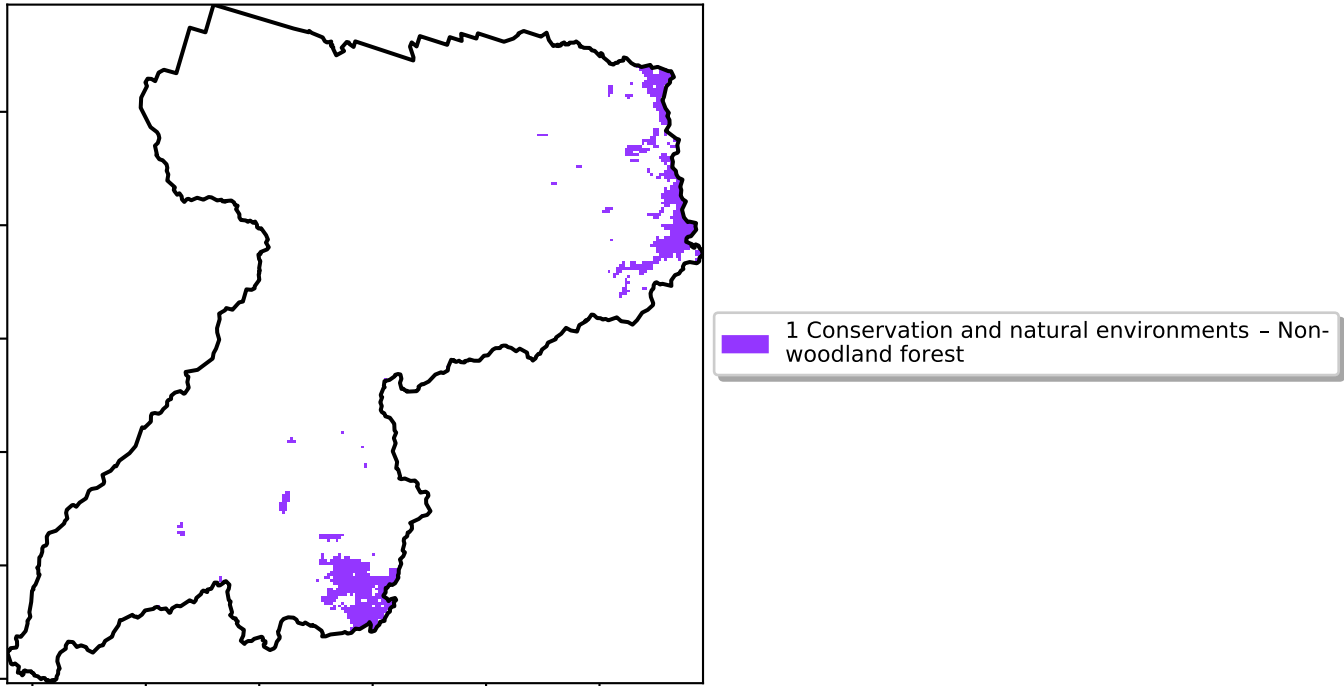 1 Conservation and natural environments – Non-
woodland forest